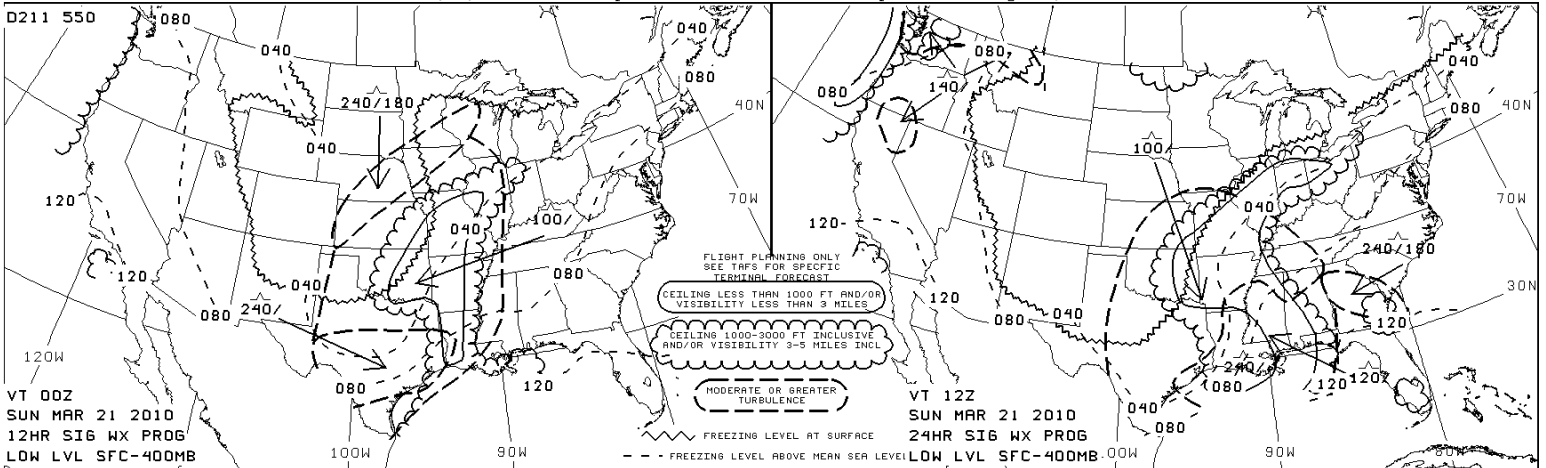 D211 55D
080
040
040
080
240/180
40N
040
120
70W
100/
040
120
080
040
080
240/
120W
080
120
VT 00Z
SUN MAR 21 2010
12HR SIG WX PROG
LOW LVL SFC-400MB
100W
90W
FLIGHT PLANNING ONLY
SEE TAFS FOR SPECFIC
TERMINAL FORECAST
CEILING LESS THAN 1000 FT AND/OR
VISIBILITY LESS THAN 3 MILES
CEILING 1000-3000 FT INCLUSIVE
AND/OR VISIBILITY 3-5 MILES INCL
MODERATE OR GREATER
TURBULENCE
FREEZING LEVEL AT SURFACE
FREEZING LEVEL ABOVE MEAN SEA LEVEL
080
040
080
140/
080
40N
100/
70W
040
120
240/180
30N
120
080
040
120
240/
080
120
120/
040
080
VT 12Z
SUN MAR 21 2010
24HR SIG WX PROG
LOW LVL SFC-400MB
00W
90W
80W